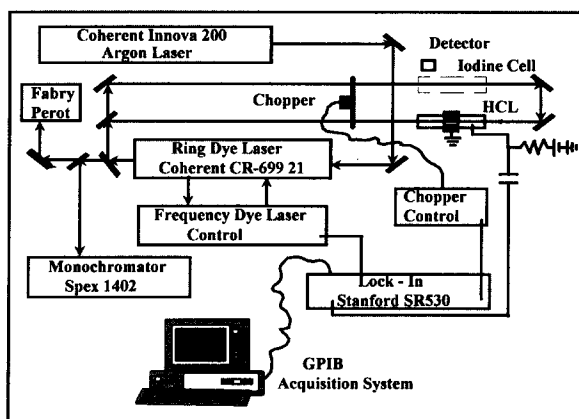 Coherent Innova 200
Argon Laser
Detector
Iodine Cell
Fabry
Perot
Chopper
HCL
Ring Dye Laser
Coherent CR-699 21
Frequency Dye Laser
Control
Chopper
Control
Monochromator
Spex 1402
Lock - In
Stanford SR530
GPIB
Acquisition System